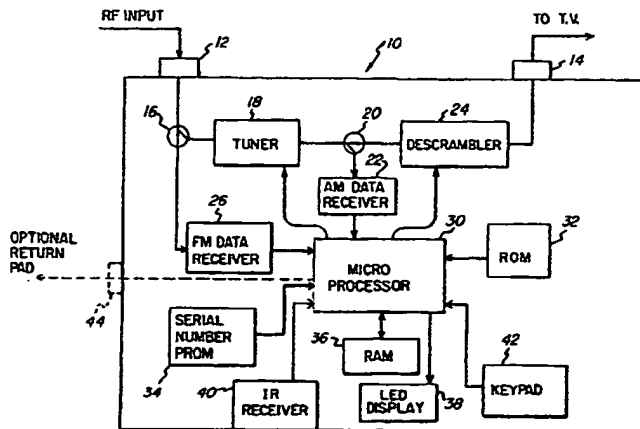 RF INPUT
TO T.V.
12
10
14
16
18
TUNER
20
24
DESCRAMBLER
22
AM DATA
RECEIVER
26
FM DATA
RECEIVER
30
MICRO
PROCESSOR
32
ROM
OPTIONAL
RETURN
PAD
44
SERIAL
NUMBER
PROM
34
36
RAM
42
KEYPAD
40
IR
RECEIVER
LED
DISPLAY
38